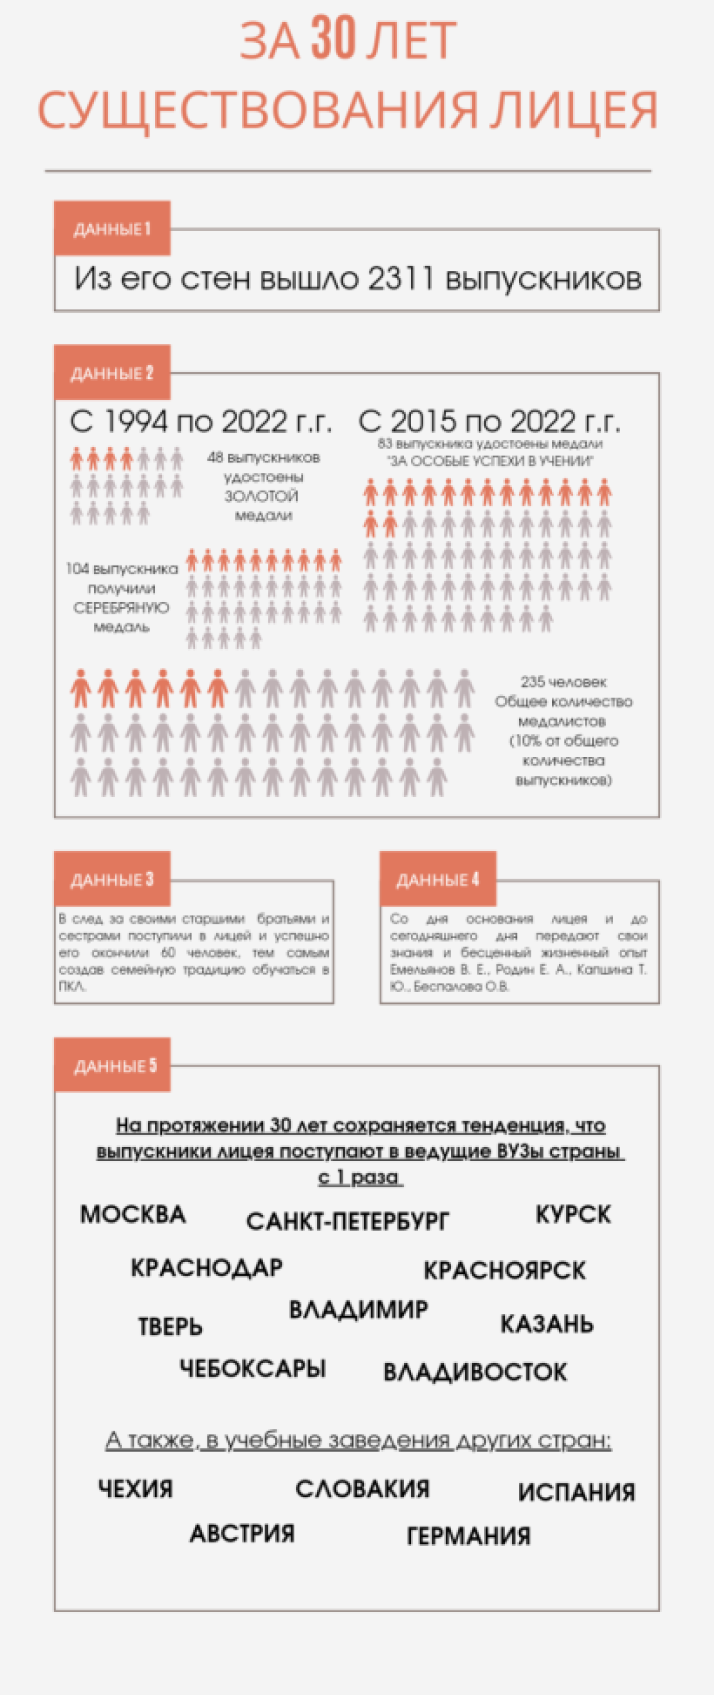 ЗА 30 ЛЕТ
СУЩЕСТВОВАНИЯ ЛИЦЕЯ
ДАННЫЕ 1
Из его стен вышло 2311 выпускников
ДАННЫЕ 2
С 1994 по 2022 г.г.
48 выпускников
удостоены
ЗОЛОТОЙ
медали
104 выпускника
получили
СЕРЕБРЯНУЮ
медаль
С 2015 по 2022 г.г.
83 выпускника удостоены медали
"ЗА ОСОБЫЕ УСПЕХИ В УЧЕНИИ"
235 человек
Общее количество
медалистов
(10% от общего
количества
выпускников)
ДАННЫЕ 3
В след за своими старшими братьями и
сестрами поступили в лицей и успешно
его окончили 60 человек, тем самым
создав семейную традицию обучаться в
ПКЛ.
ДАННЫЕ 4
Со дня основания лицея и до
сегодняшнего дня передают свои
знания и бесценный жизненный опыт
Емельянов В. Е., Родин Е. А., Капшина Т.
Ю., Беспалова О.В.
ДАННЫЕ 5
На протяжении 30 лет сохраняется тенденция, что
выпускники лицея поступают в ведущие ВУЗы страны
с 1 раза
МОСКВА САНКТ-ПЕТЕРБУРГ КУРСК
КРАСНОДАР КРАСНОЯРСК
ТВЕРЬ ВЛАДИМИР КАЗАНЬ
ЧЕБОКСАРЫ ВЛАДИВОСТОК
А также, в учебные заведения других стран:
ЧЕХИЯ СЛОВАКИЯ ИСПАНИЯ
АВСТРИЯ ГЕРМАНИЯ